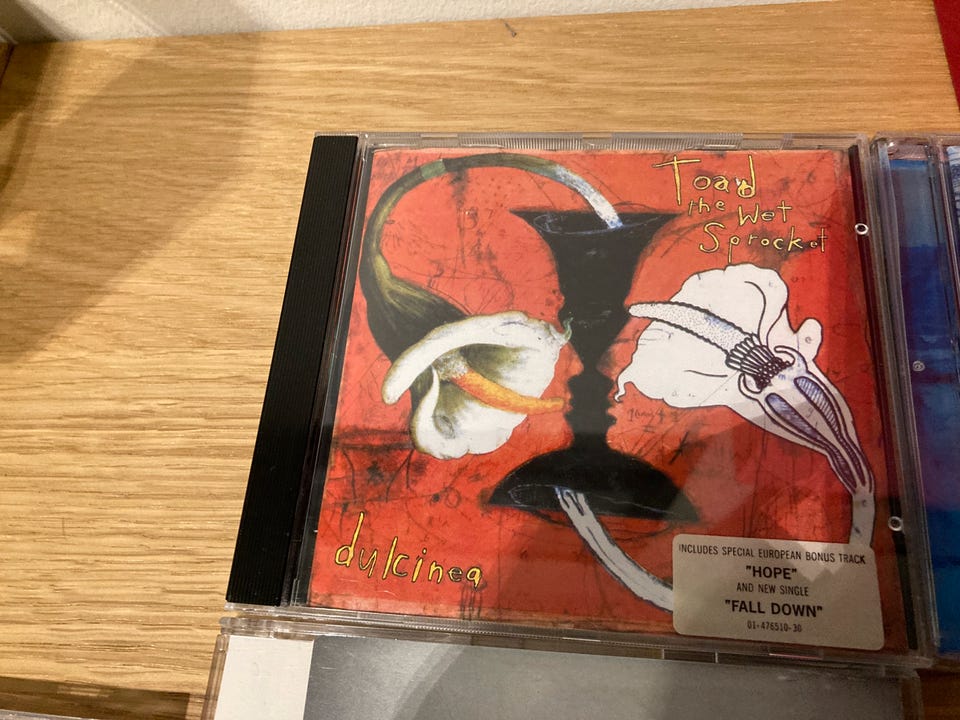 Toad
the Wet
Sprocket
dulcinea
INCLUDES SPECIAL EUROPEAN BONUS TRACK
"HOPE"
AND NEW SINGLE
"FALL DOWN"
01-476510-30